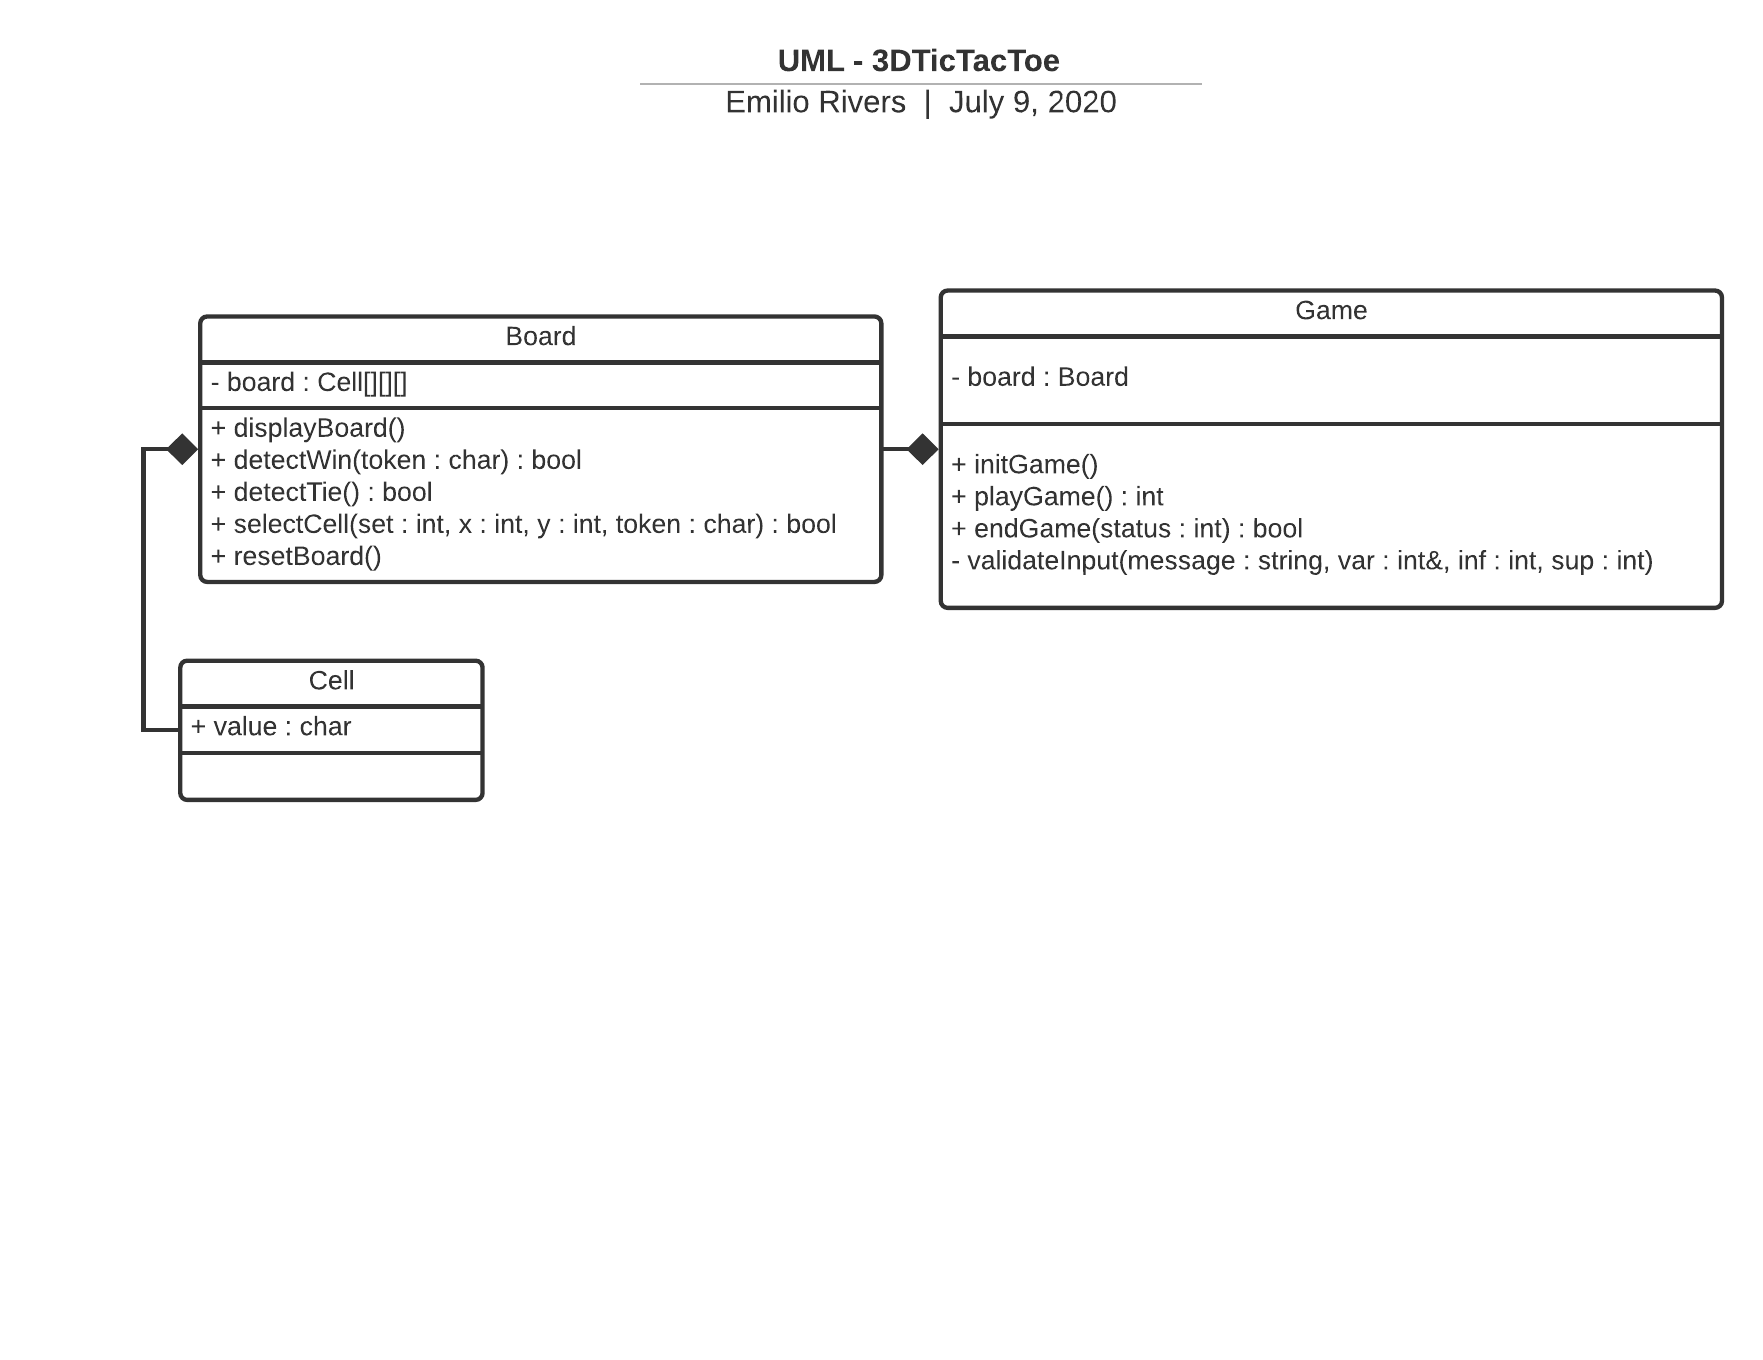 UML - 3DTicTacToe
Emilio Rivers | July 9, 2020
Board
- board : Cell[][][]
+ displayBoard()
+ detectWin(token : char) : bool
+ detectTie() : bool
+ selectCell(set : int, x : int, y : int, token : char) : bool
+ resetBoard()
Game
- board : Board
+ initGame()
+ playGame() : int
+ endGame(status : int) : bool
- validateInput(message : string, var : int&, inf : int, sup : int)
Cell
+ value : char